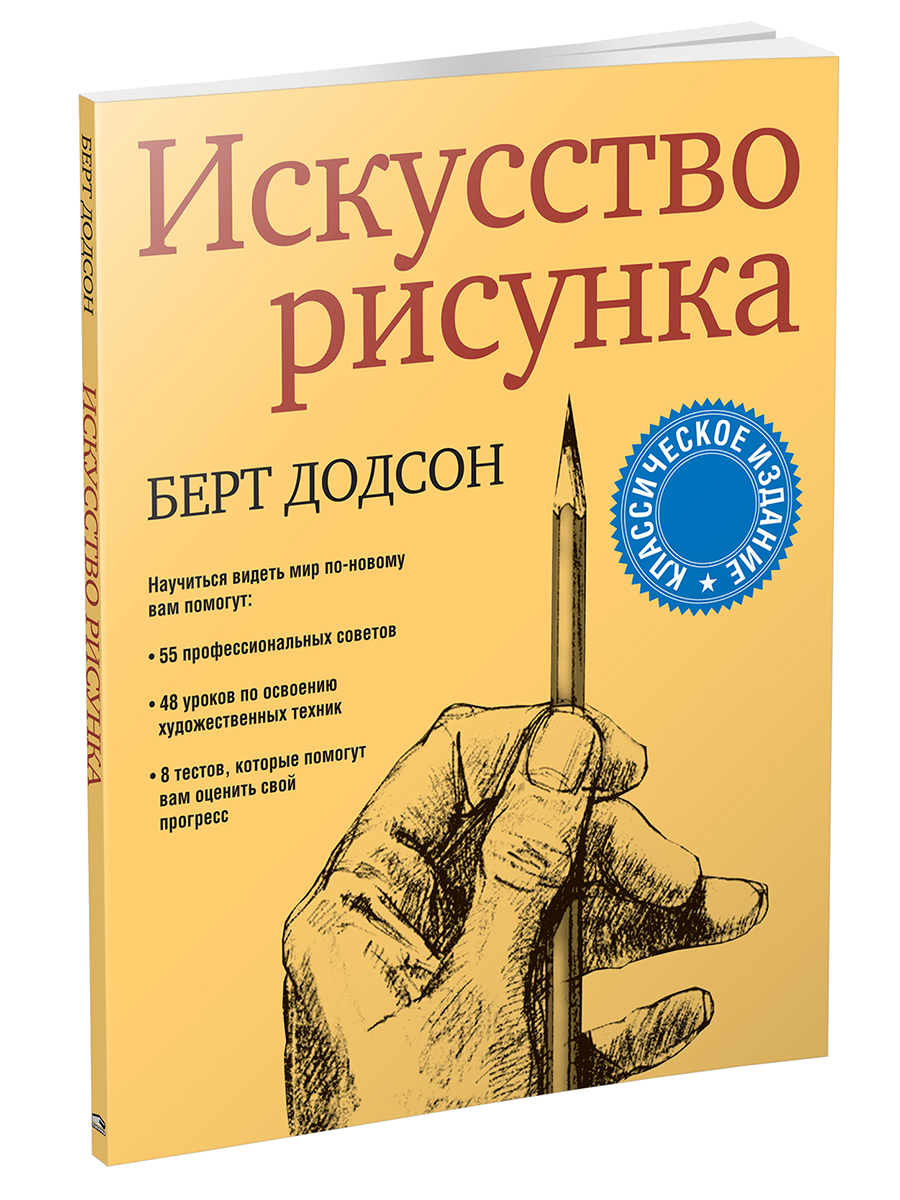 Искусство
рисунка
БЕРТ ДОДСОН
КЛАССИЧЕСКОЕ ИЗДАНИЕ ★
Научиться видеть мир по-новому
вам помогут:
• 55 профессиональных советов
• 48 уроков по освоению
художественных техник
• 8 тестов, которые помогут
вам оценить свой
прогресс
БЕРТ ДОДСОН
ИСКУССТВО РИСУНКА